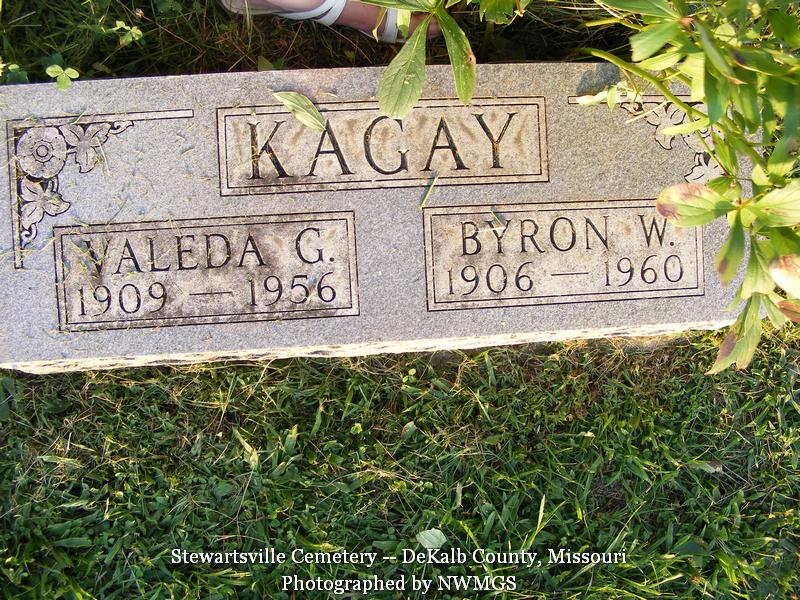 KAGAY
VALEDA G.
1909 — 1956
BYRON W.
1906 — 1960
Stewartsville Cemetery -- DeKalb County, Missouri
Photographed by NWMGS